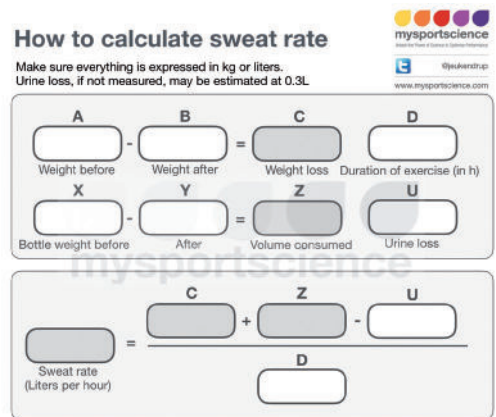 How to calculate sweat rate
mysportscience
Make sure everything is expressed in kg or liters.
Urine loss, if not measured, may be estimated at 0.3L
@jeukendrup
www.mysportscience.com
A B C D
- =
Weight before Weight after Weight loss Duration of exercise (in h)
X Y Z U
- =
Bottle weight before After Volume consumed Urine loss
mysportscience
C Z U
+ -
=
Sweat rate
(Liters per hour)
D